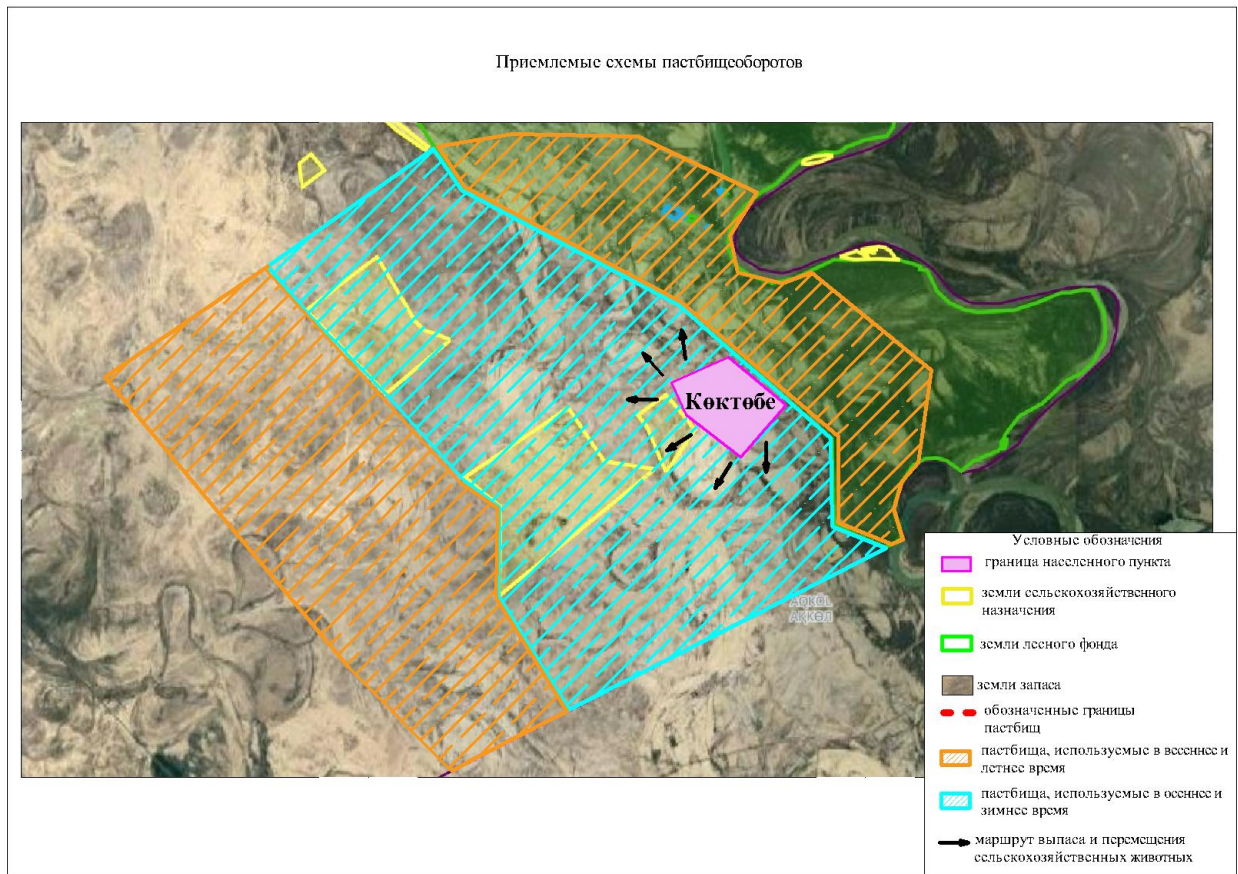 Приемлемые схемы пастбищеоборотов
Көктөбе
AQKÓL
АҚКӨЛ
Условные обозначения
граница населенного пункта
земли сельскохозяйственного
назначения
земли лесного фонда
земли запаса
обозначенные границы
пастбищ
пастбища, используемые в весеннее и
летнее время
пастбища, используемые в осеннее и
зимнее время
маршрут выпаса и перемещения
сельскохозяйственных животных